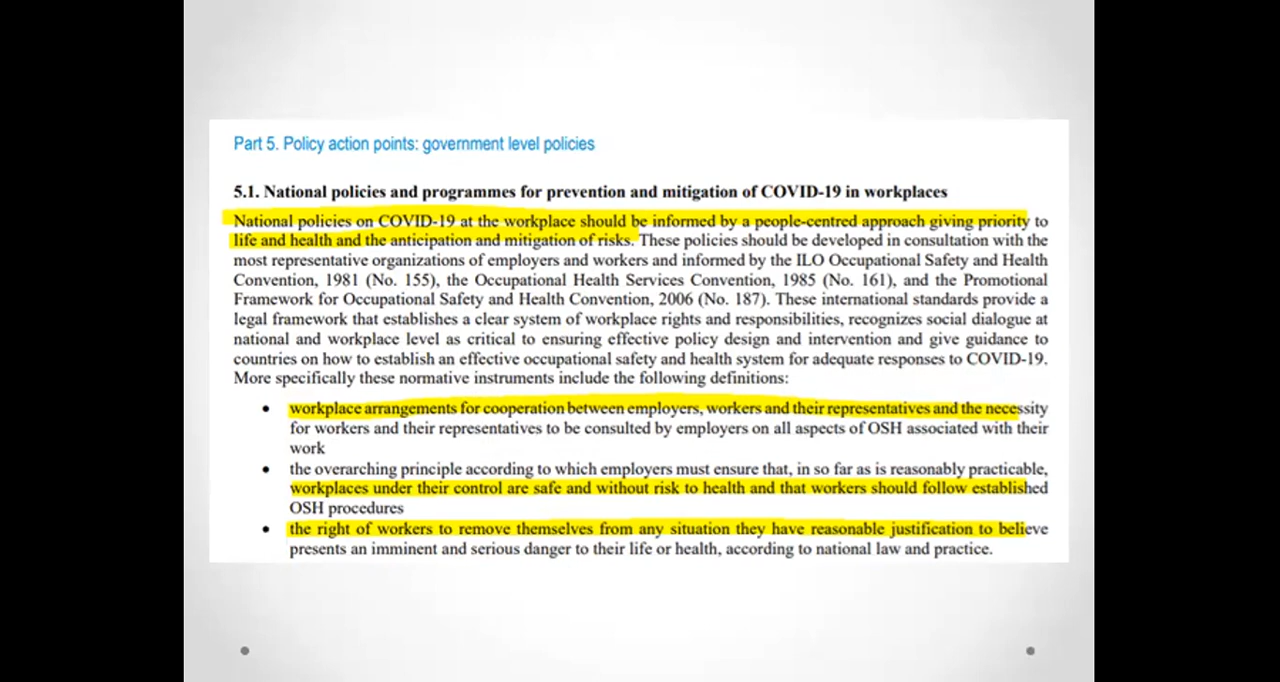 Part 5. Policy action points: government level policies
5.1. National policies and programmes for prevention and mitigation of COVID-19 in workplaces
National policies on COVID-19 at the workplace should be informed by a people-centred approach giving priority to
life and health and the anticipation and mitigation of risks. These policies should be developed in consultation with the
most representative organizations of employers and workers and informed by the ILO Occupational Safety and Health
Convention, 1981 (No. 155), the Occupational Health Services Convention, 1985 (No. 161), and the Promotional
Framework for Occupational Safety and Health Convention, 2006 (No. 187). These international standards provide a
legal framework that establishes a clear system of workplace rights and responsibilities, recognizes social dialogue at
national and workplace level as critical to ensuring effective policy design and intervention and give guidance to
countries on how to establish an effective occupational safety and health system for adequate responses to COVID-19.
More specifically these normative instruments include the following definitions:
• workplace arrangements for cooperation between employers, workers and their representatives and the necessity
for workers and their representatives to be consulted by employers on all aspects of OSH associated with their
work
• the overarching principle according to which employers must ensure that, in so far as is reasonably practicable,
workplaces under their control are safe and without risk to health and that workers should follow established
OSH procedures
• the right of workers to remove themselves from any situation they have reasonable justification to believe
presents an imminent and serious danger to their life or health, according to national law and practice.